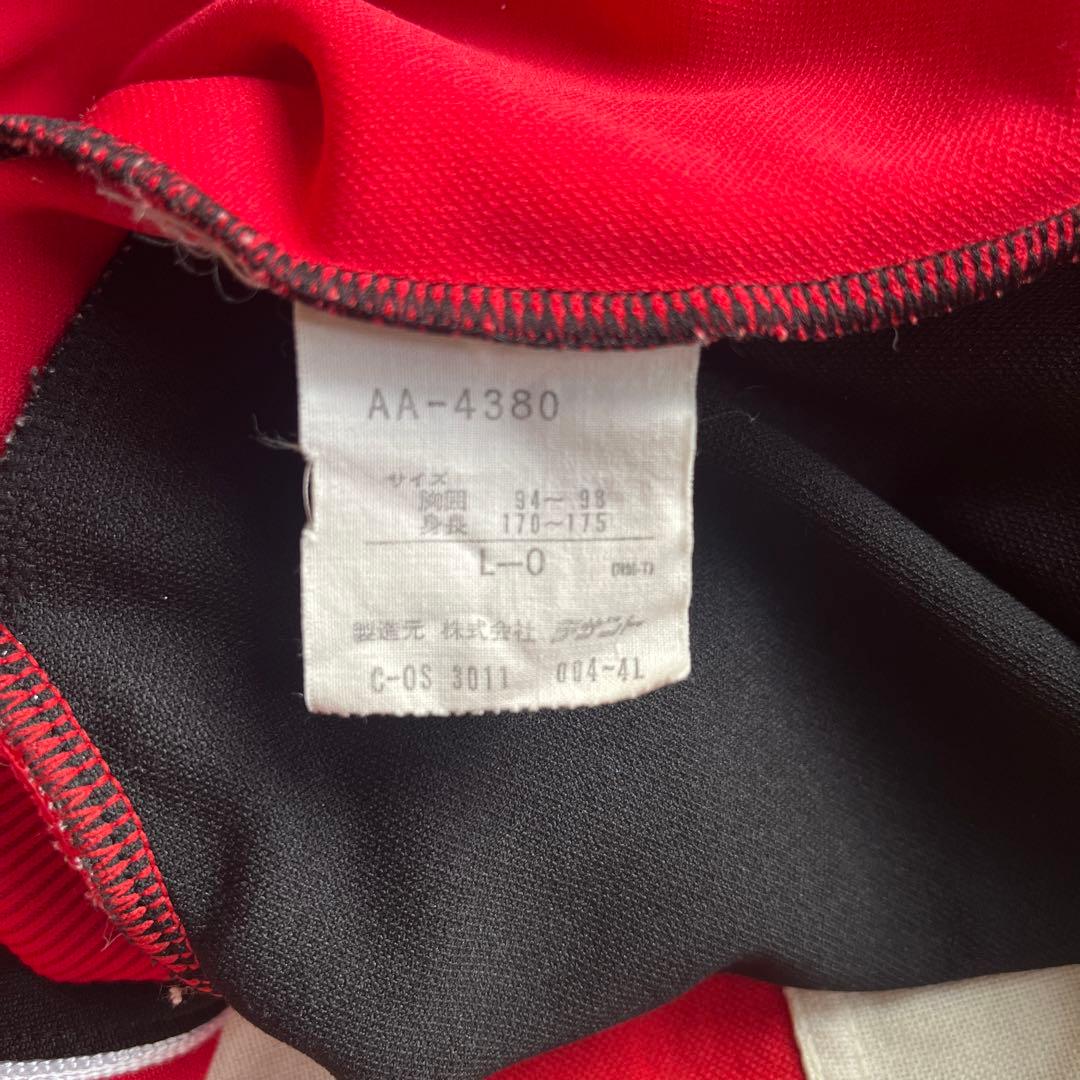 AA-4380
サイズ
胸囲 94〜98
身長 170〜175
L-O
製造元 株式会社 デサント
C-OS 3011 004-41